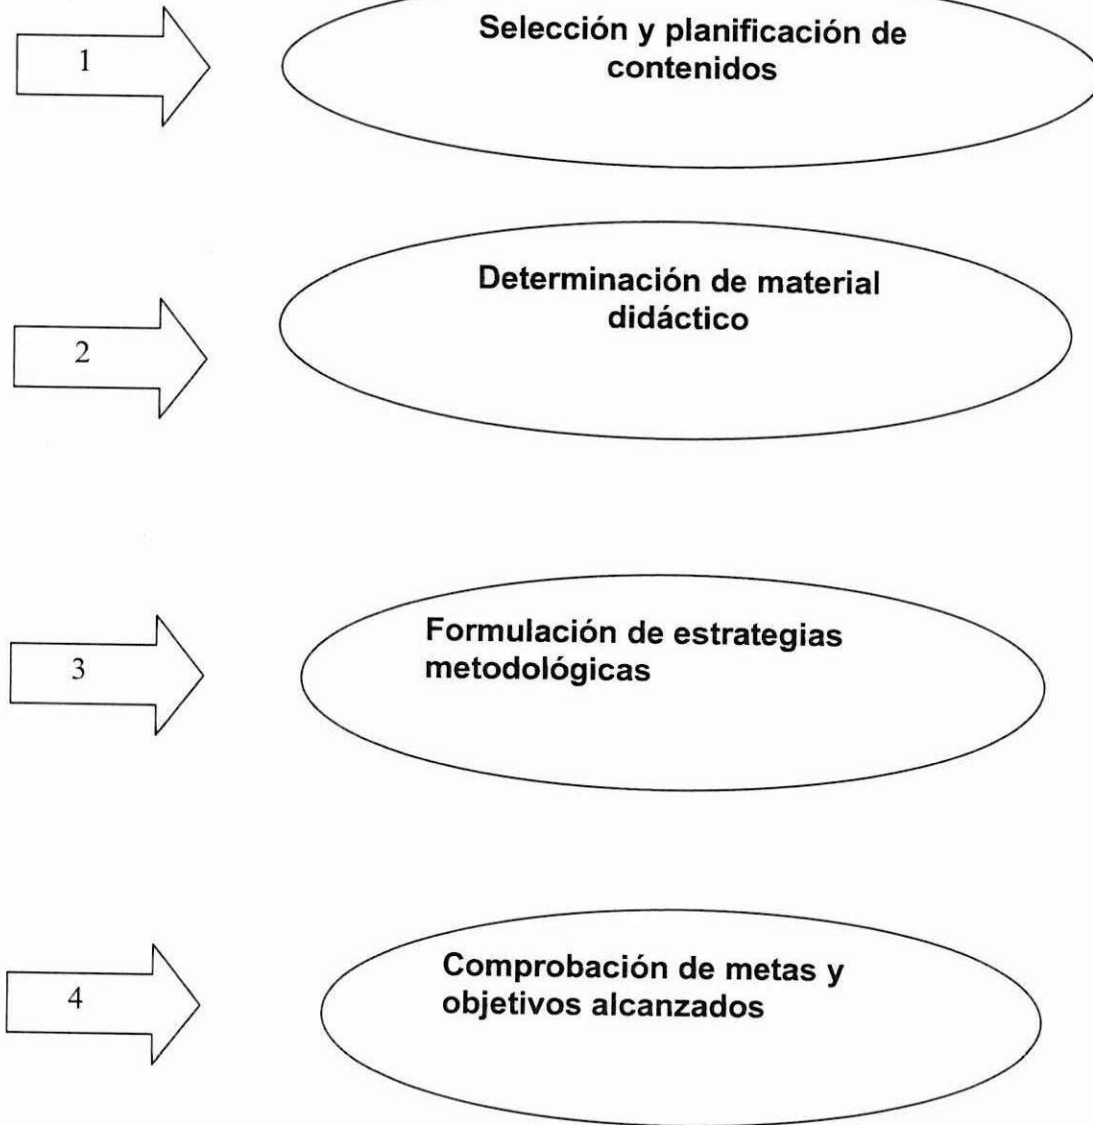 1
Selección y planificación de
contenidos
2
Determinación de material
didáctico
3
Formulación de estrategias
metodológicas
4
Comprobación de metas y
objetivos alcanzados